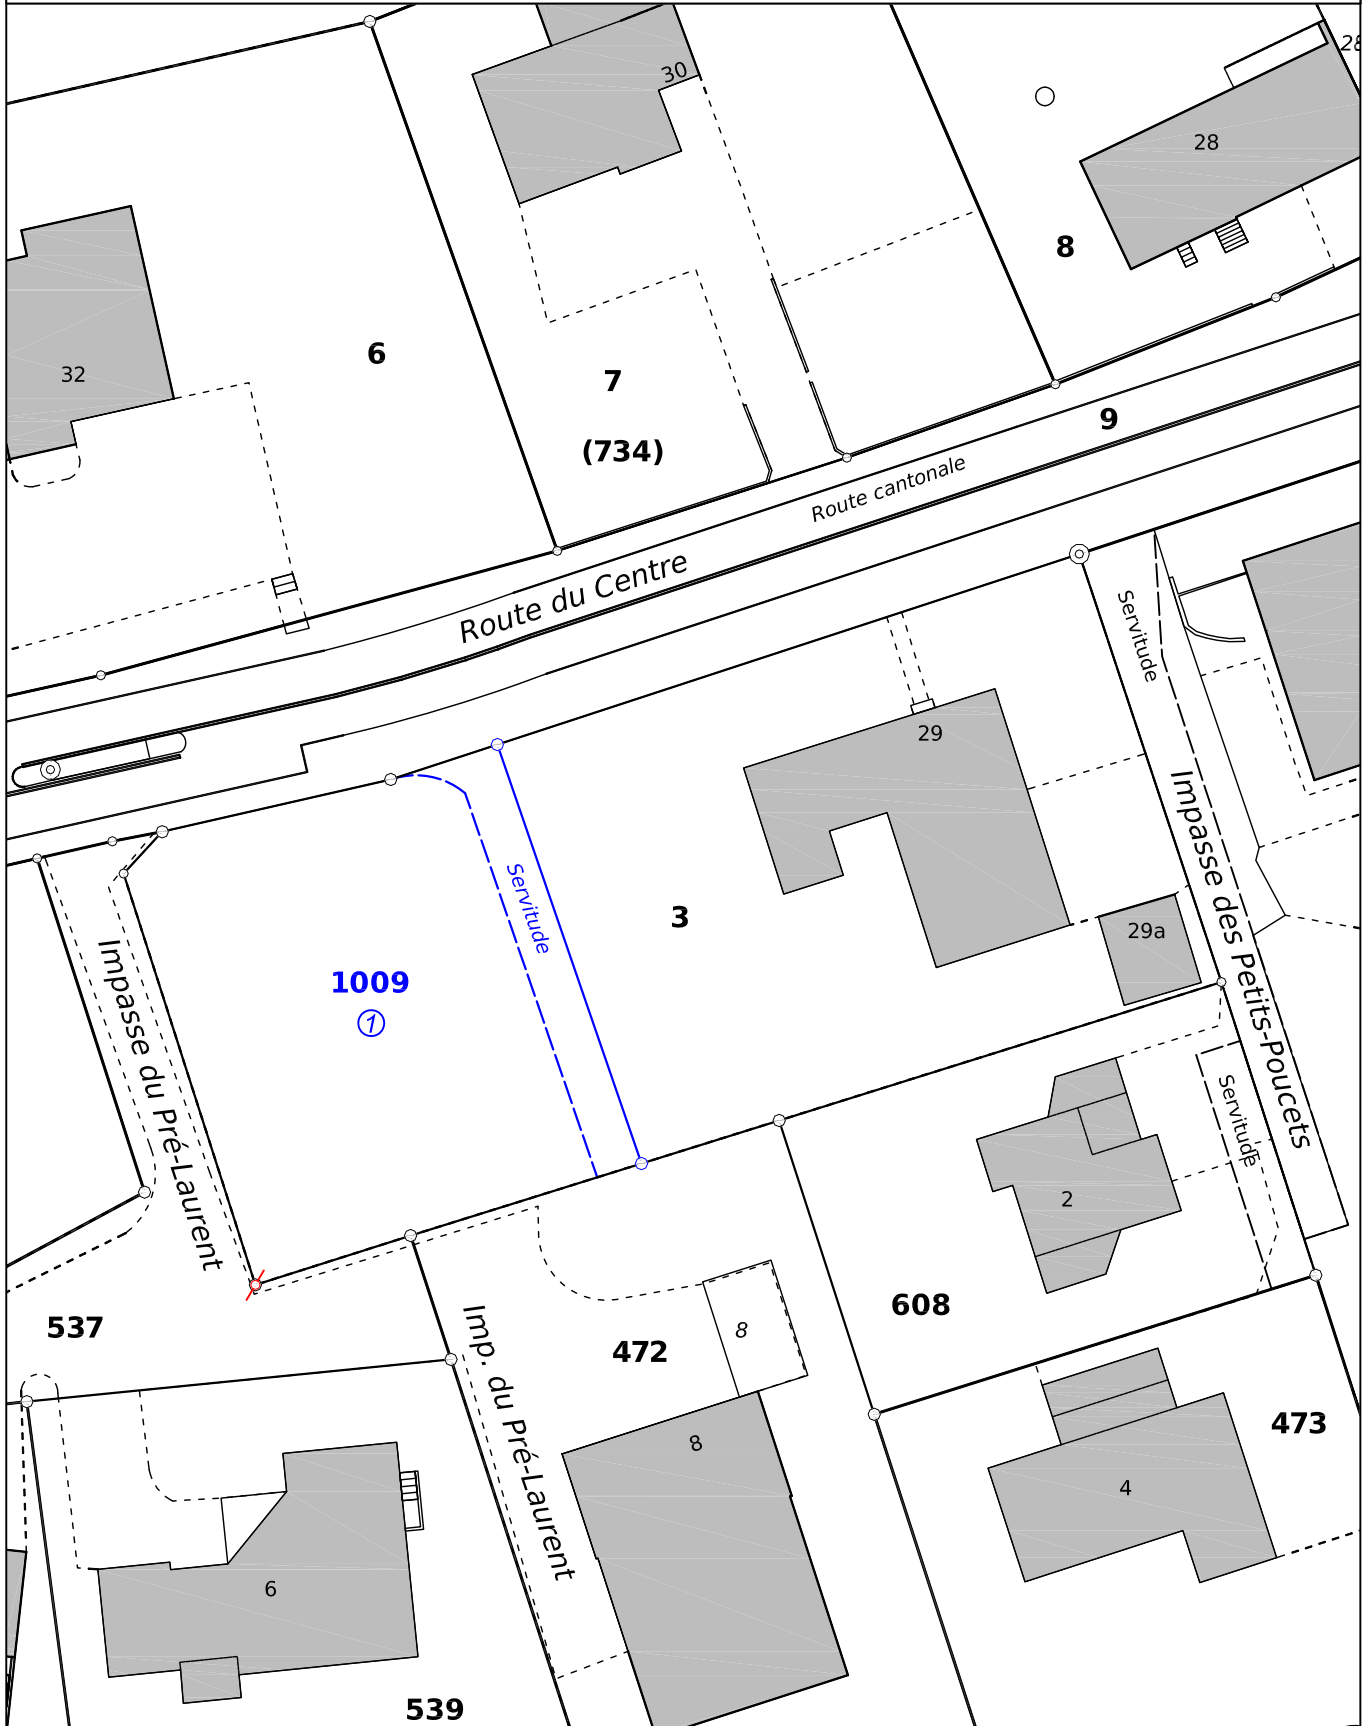 30
28
28
8
32
6
7
(734)
9
Route cantonale
Route du Centre
Servitude
29
Impasse des Petits-Poucets
Servitude
3
29a
1009
1
Impasse du Pré-Laurent
Servitude
2
608
537
8
472
Imp. du Pré-Laurent
473
8
4
6
539